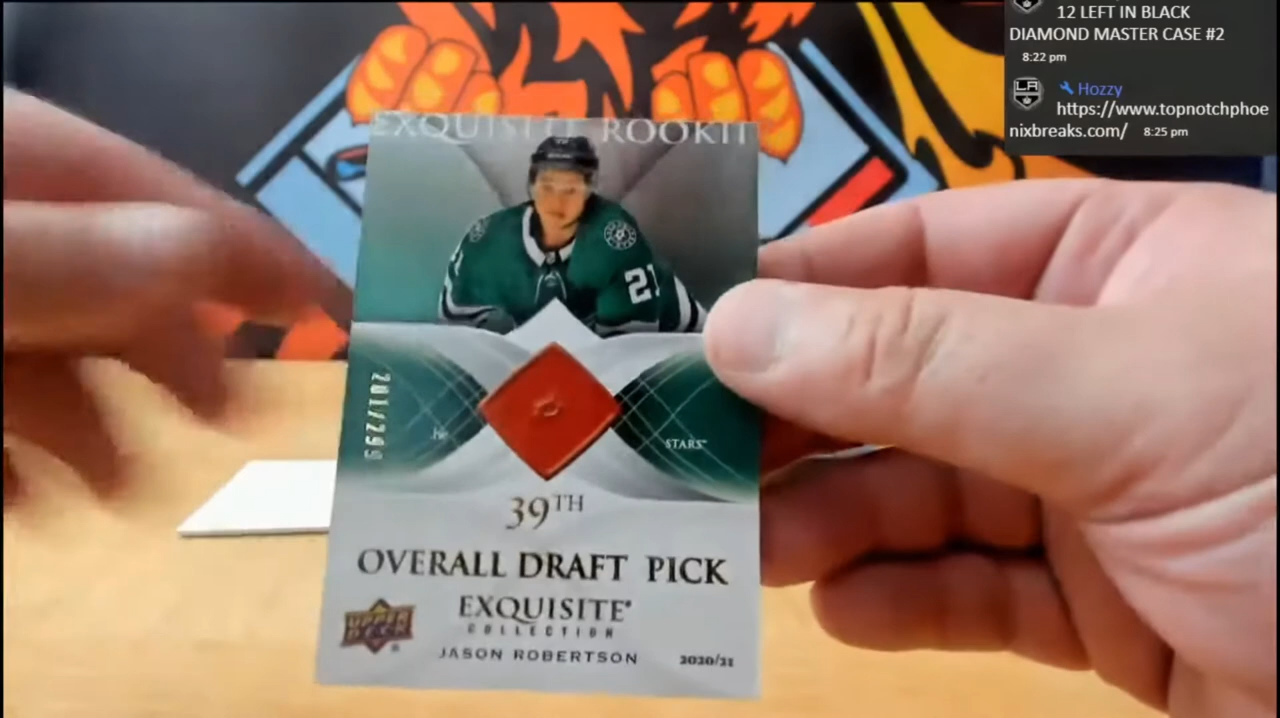 12 LEFT IN BLACK
DIAMOND MASTER CASE #2
8:22 pm
Hozzy
https://www.topnotchphoe
nixbreaks.com/ 8:25 pm
EXQUISITE ROOKIE
21
201/299
STARS
39TH
OVERALL DRAFT PICK
EXQUISITE
COLLECTION
UPPER DECK
JASON ROBERTSON
2020/21